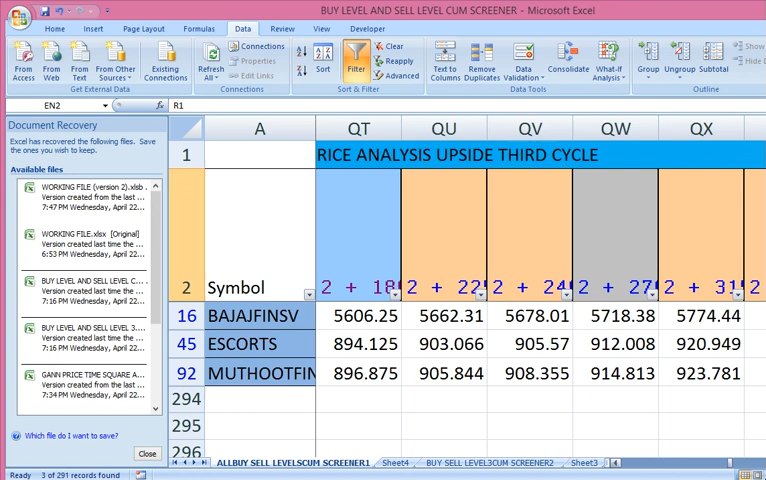 BUY LEVEL AND SELL LEVEL CUM SCREENER - Microsoft Excel
Home Insert Page Layout Formulas Data Review View Developer
From Access
From Web
From Text
From Other Sources
Existing Connections
Get External Data
Refresh All
Connections
Properties
Edit Links
Connections
Sort
Filter
Clear
Reapply
Advanced
Sort & Filter
Text to Columns
Remove Duplicates
Data Validation
Consolidate
What-If Analysis
Data Tools
Group
Ungroup
Subtotal
Show
Hide D
Outline
EN2 fx R1
Document Recovery
Excel has recovered the following files. Save the ones you wish to keep.
Available files
WORKING FILE (version 2).xlsb...
Version created from the last...
7:47 PM Wednesday, April 22...
WORKING FILE.xlsx [Original]
Version created last time the ...
6:53 PM Wednesday, April 22...
BUY LEVEL AND SELL LEVEL C...
Version created last time the ...
7:16 PM Wednesday, April 22...
BUY LEVEL AND SELL LEVEL 3....
Version created last time the ...
7:16 PM Wednesday, April 22...
GANN PRICE TIME SQUARE A...
Version created from the last...
7:34 PM Wednesday, April 22...
Which file do I want to save?
Close
A QT QU QV QW QX
1 RICE ANALYSIS UPSIDE THIRD CYCLE
2 Symbol 2 + 18 2 + 22 2 + 24 2 + 27 2 + 31 2
16 BAJAJFINSV 5606.25 5662.31 5678.01 5718.38 5774.44
45 ESCORTS 894.125 903.066 905.57 912.008 920.949
92 MUTHOOTFIN 896.875 905.844 908.355 914.813 923.781
294
295
296
ALLBUY SELL LEVELSCUM SCREENER1 Sheet4 BUY SELL LEVEL3CUM SCREENER2 Sheet3
Ready 3 of 291 records found